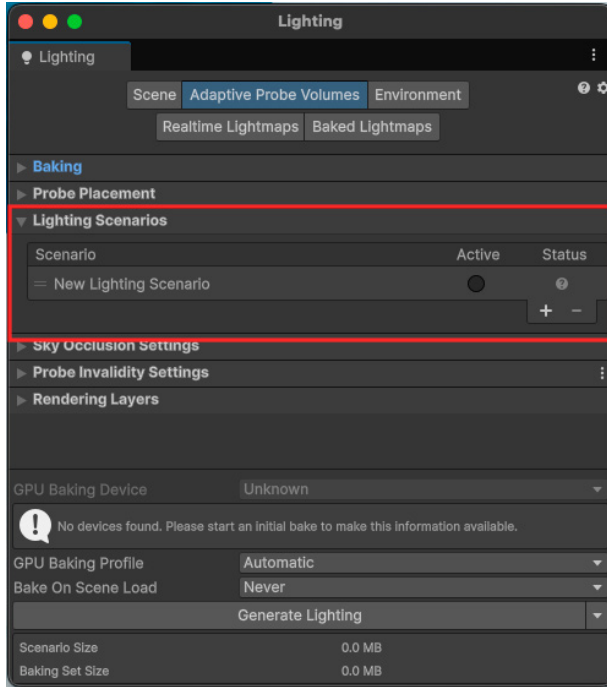 Lighting
Lighting
Scene Adaptive Probe Volumes Environment
Realtime Lightmaps Baked Lightmaps
Baking
Probe Placement
Lighting Scenarios
Scenario Active Status
New Lighting Scenario
Sky Occlusion Settings
Probe Invalidity Settings
Rendering Layers
GPU Baking Device Unknown
No devices found. Please start an initial bake to make this information available.
GPU Baking Profile Automatic
Bake On Scene Load Never
Generate Lighting
Scenario Size 0.0 MB
Baking Set Size 0.0 MB